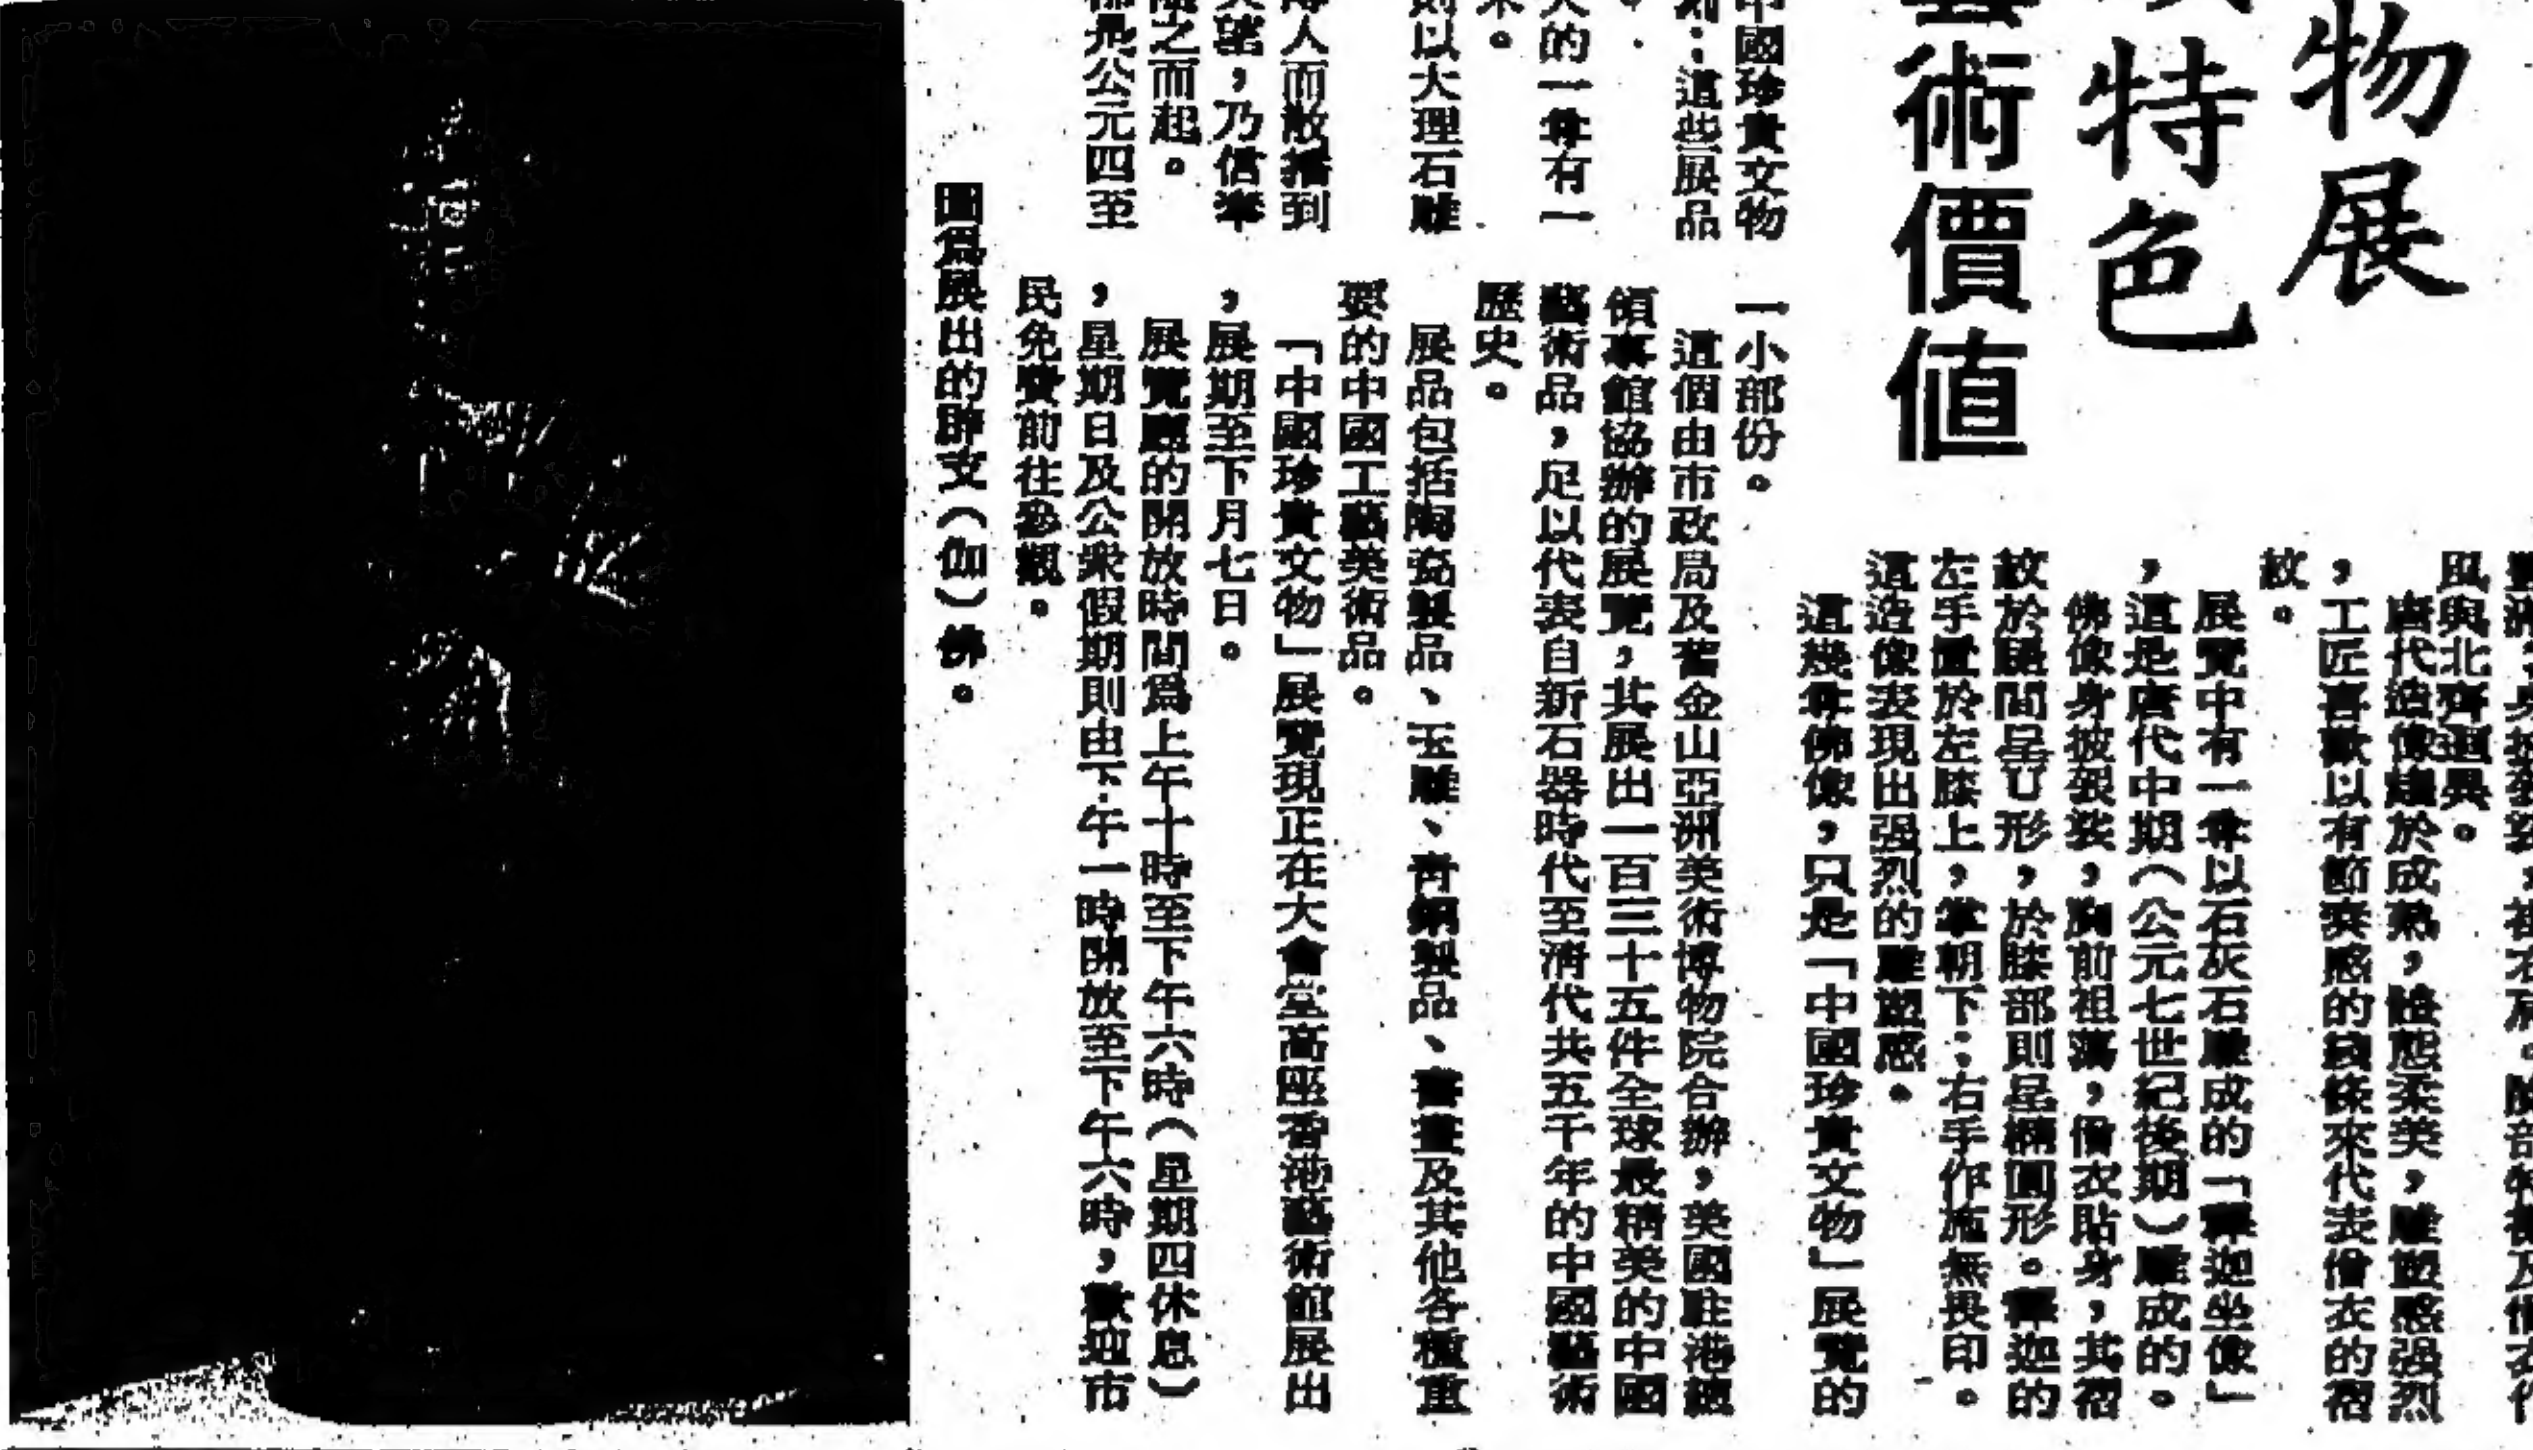 物展
特色
術價值
中國珍貴文物
：這些展品
大的一尊有一
則以大理石雕
人而散播到
望，乃信奉
之而起。
佛是公元四至
風與北齊迥異。
唐代造像趨於成熟，體態柔美，雕塑感强烈
，工匠喜歡以有節奏感的綫條來代表僧衣的褶
紋。
展覽中有一尊以石灰石雕成的「釋迦坐像」
，這是唐代中期（公元七世紀後期）雕成的。
佛像身披袈裟，胸前袒露，僧衣貼身，其褶
紋於腿間呈U形，於膝部則呈橢圓形。釋迦的
左手置於左膝上，掌朝下；右手作施無畏印。
這造像表現出强烈的雕塑感。
這幾尊佛像，只是「中國珍貴文物」展覽的
一小部份。
這個由市政局及舊金山亞洲美術博物院合辦，美國駐港總
領事館協辦的展覽，其展出一百三十五件全球最精美的中國
藝術品，足以代表自新石器時代至清代共五千年的中國藝術
歷史。
展品包括陶瓷製品、玉雕、靑銅製品、書畫及其他各種重
要的中國工藝美術品。
「中國珍貴文物」展覽現正在大會堂高座香港藝術館展出
，展期至下月七日。
展覽廳的開放時間爲上午十時至下午六時（星期四休息）
，星期日及公衆假期則由下午一時開放至下午六時，歡迎市
民免費前往參觀。
圖爲展出的辟支（伽）佛。